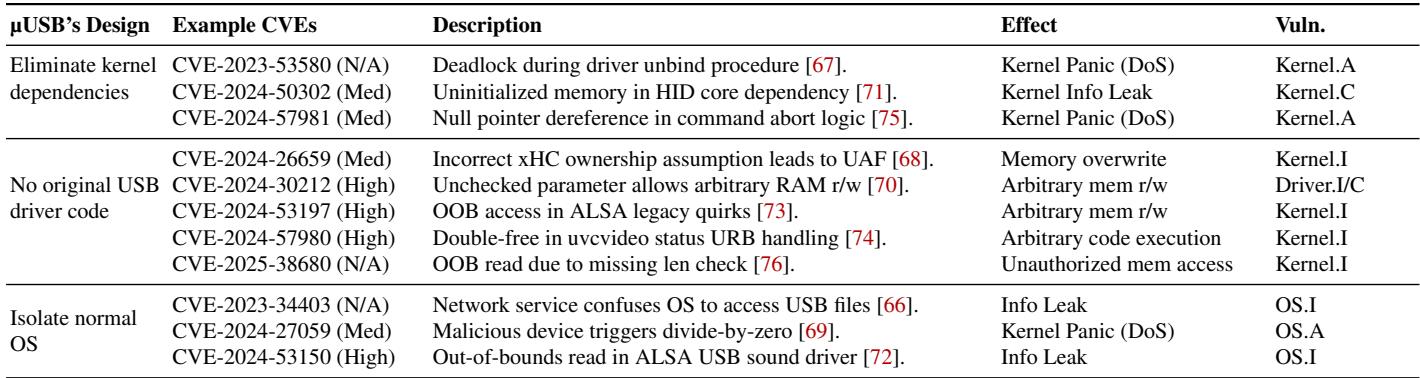 µUSB's Design Example CVEs Description Effect Vuln.
Eliminate kernel CVE-2023-53580 (N/A) Deadlock during driver unbind procedure [67]. Kernel Panic (DoS) Kernel.A
dependencies CVE-2024-50302 (Med) Uninitialized memory in HID core dependency [71]. Kernel Info Leak Kernel.C
CVE-2024-57981 (Med) Null pointer dereference in command abort logic [75]. Kernel Panic (DoS) Kernel.A
CVE-2024-26659 (Med) Incorrect xHC ownership assumption leads to UAF [68]. Memory overwrite Kernel.I
No original USB CVE-2024-30212 (High) Unchecked parameter allows arbitrary RAM r/w [70]. Arbitrary mem r/w Driver.I/C
driver code CVE-2024-53197 (High) OOB access in ALSA legacy quirks [73]. Arbitrary mem r/w Kernel.I
CVE-2024-57980 (High) Double-free in uvcvideo status URB handling [74]. Arbitrary code execution Kernel.I
CVE-2025-38680 (N/A) OOB read due to missing len check [76]. Unauthorized mem access Kernel.I
Isolate normal CVE-2023-34403 (N/A) Network service confuses OS to access USB files [66]. Info Leak OS.I
OS CVE-2024-27059 (Med) Malicious device triggers divide-by-zero [69]. Kernel Panic (DoS) OS.A
CVE-2024-53150 (High) Out-of-bounds read in ALSA USB sound driver [72]. Info Leak OS.I